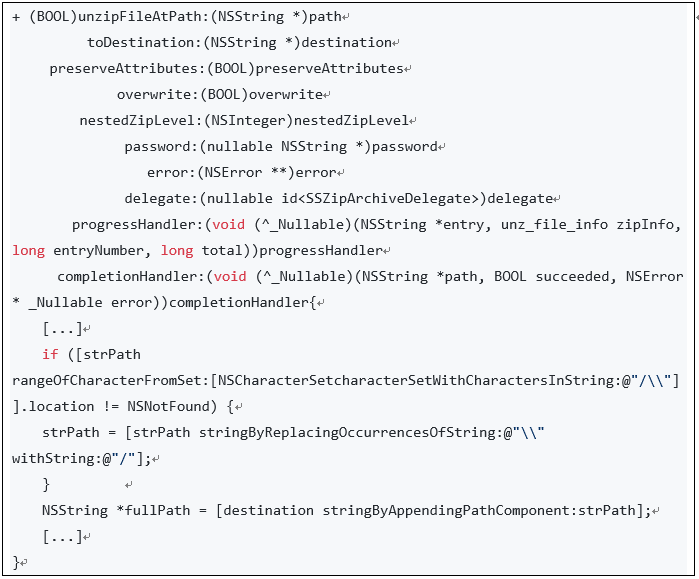 + (BOOL)unzipFileAtPath:(NSString *)path↵
toDestination:(NSString *)destination↵
preserveAttributes:(BOOL)preserveAttributes↵
overwrite:(BOOL)overwrite↵
nestedZipLevel:(NSInteger)nestedZipLevel↵
password:(nullable NSString *)password↵
error:(NSError **)error↵
delegate:(nullable id<SSZipArchiveDelegate>)delegate↵
progressHandler:(void (^_Nullable)(NSString *entry, unz_file_info zipInfo,
long entryNumber, long total))progressHandler↵
completionHandler:(void (^_Nullable)(NSString *path, BOOL succeeded, NSError
* _Nullable error))completionHandler{↵
[...]↵
if ([strPath
rangeOfCharacterFromSet:[NSCharacterSetcharacterSetWithCharactersInString:@"/\\"]
].location != NSNotFound) {↵
strPath = [strPath stringByReplacingOccurrencesOfString:@"\\"
withString:@"/"];↵
} ↵
NSString *fullPath = [destination stringByAppendingPathComponent:strPath];↵
[...]↵
}↵